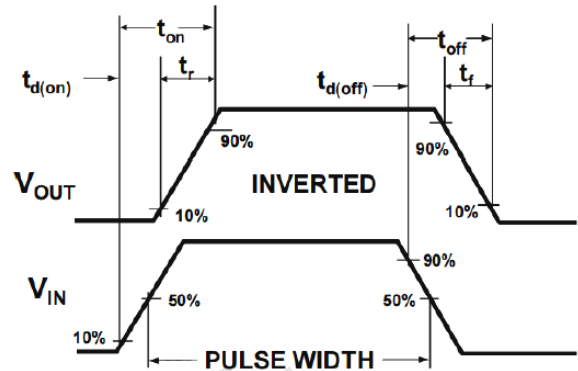 ton toff
tr tf
td(on) td(off)
90% 90%
VOUT INVERTED
10% 10%
90%
VIN 50% 50%
10%
PULSE WIDTH